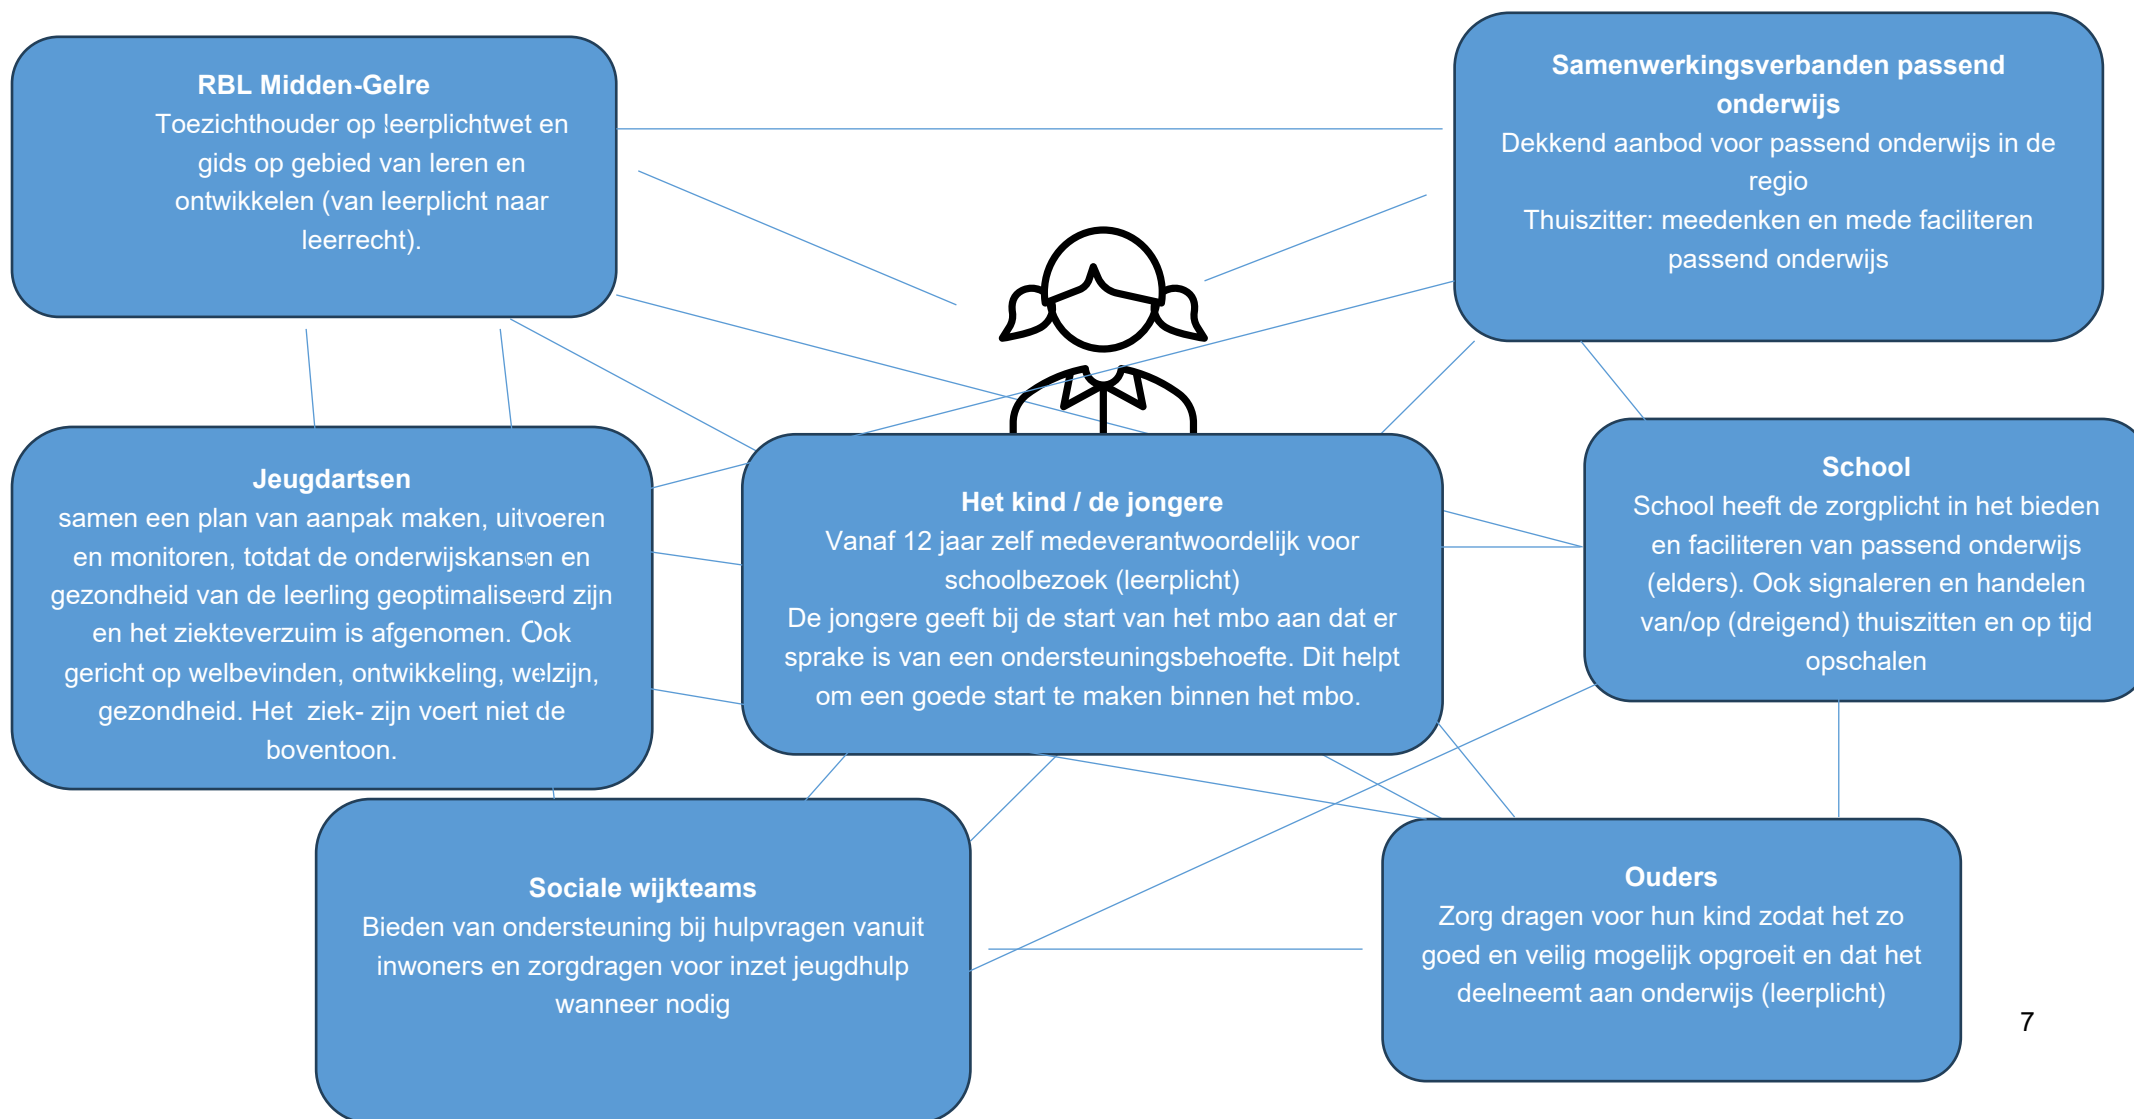 RBL Midden-Gelre
Toezichthouder op leerplichtwet en
gids op gebied van leren en
ontwikkelen (van leerplicht naar
leerrecht).
Samenwerkingsverbanden passend
onderwijs
Dekkend aanbod voor passend onderwijs in de
regio
Thuiszitter: meedenken en mede faciliteren
passend onderwijs
Jeugdartsen
samen een plan van aanpak maken, uitvoeren
en monitoren, totdat de onderwijskansen en
gezondheid van de leerling geoptimaliseerd zijn
en het ziekteverzuim is afgenomen. Ook
gericht op welbevinden, ontwikkeling, welzijn,
gezondheid. Het  ziek- zijn voert niet de
boventoon.
Het kind / de jongere
Vanaf 12 jaar zelf medeverantwoordelijk voor
schoolbezoek (leerplicht)
De jongere geeft bij de start van het mbo aan dat er
sprake is van een ondersteuningsbehoefte. Dit helpt
om een goede start te maken binnen het mbo.
School
School heeft de zorgplicht in het bieden
en faciliteren van passend onderwijs
(elders). Ook signaleren en handelen
van/op (dreigend) thuiszitten en op tijd
opschalen
Sociale wijkteams
Bieden van ondersteuning bij hulpvragen vanuit
inwoners en zorgdragen voor inzet jeugdhulp
wanneer nodig
Ouders
Zorg dragen voor hun kind zodat het zo
goed en veilig mogelijk opgroeit en dat het
deelneemt aan onderwijs (leerplicht)
7